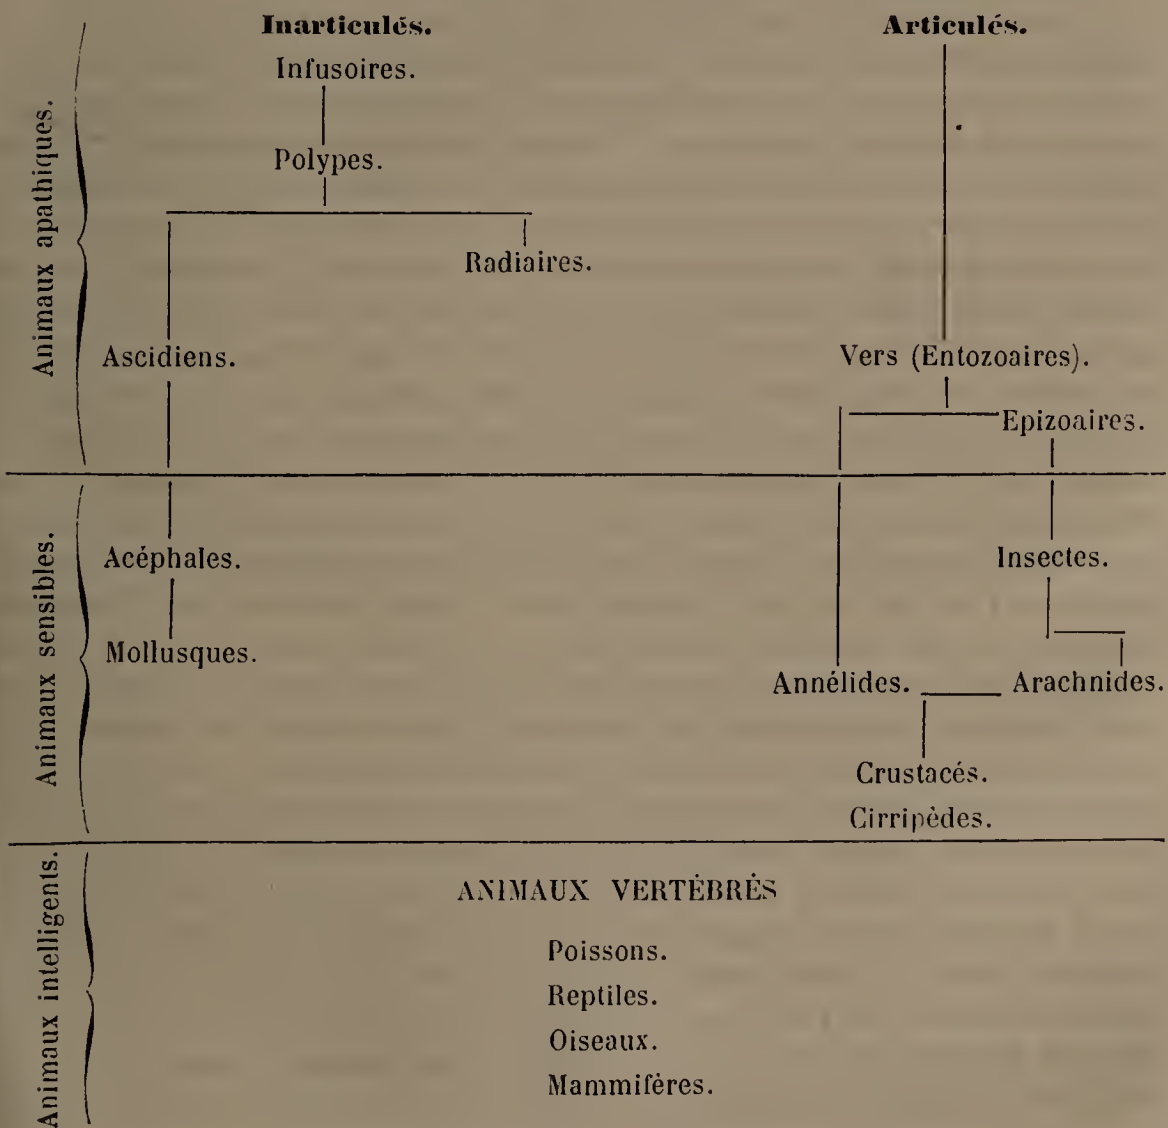 Inarticulés.
Articulés.
Animaux apathiques.
Infusoires.
Polypes.
Radiaires.
Ascidiens.
Vers (Entozoaires).
Epizoaires.
Animaux sensibles.
Acéphales.
Insectes.
Mollusques.
Annélides.
Arachnides.
Crustacés.
Cirripèdes.
Animaux intelligents.
ANIMAUX VERTÉBRÉS
Poissons.
Reptiles.
Oiseaux.
Mammifères.